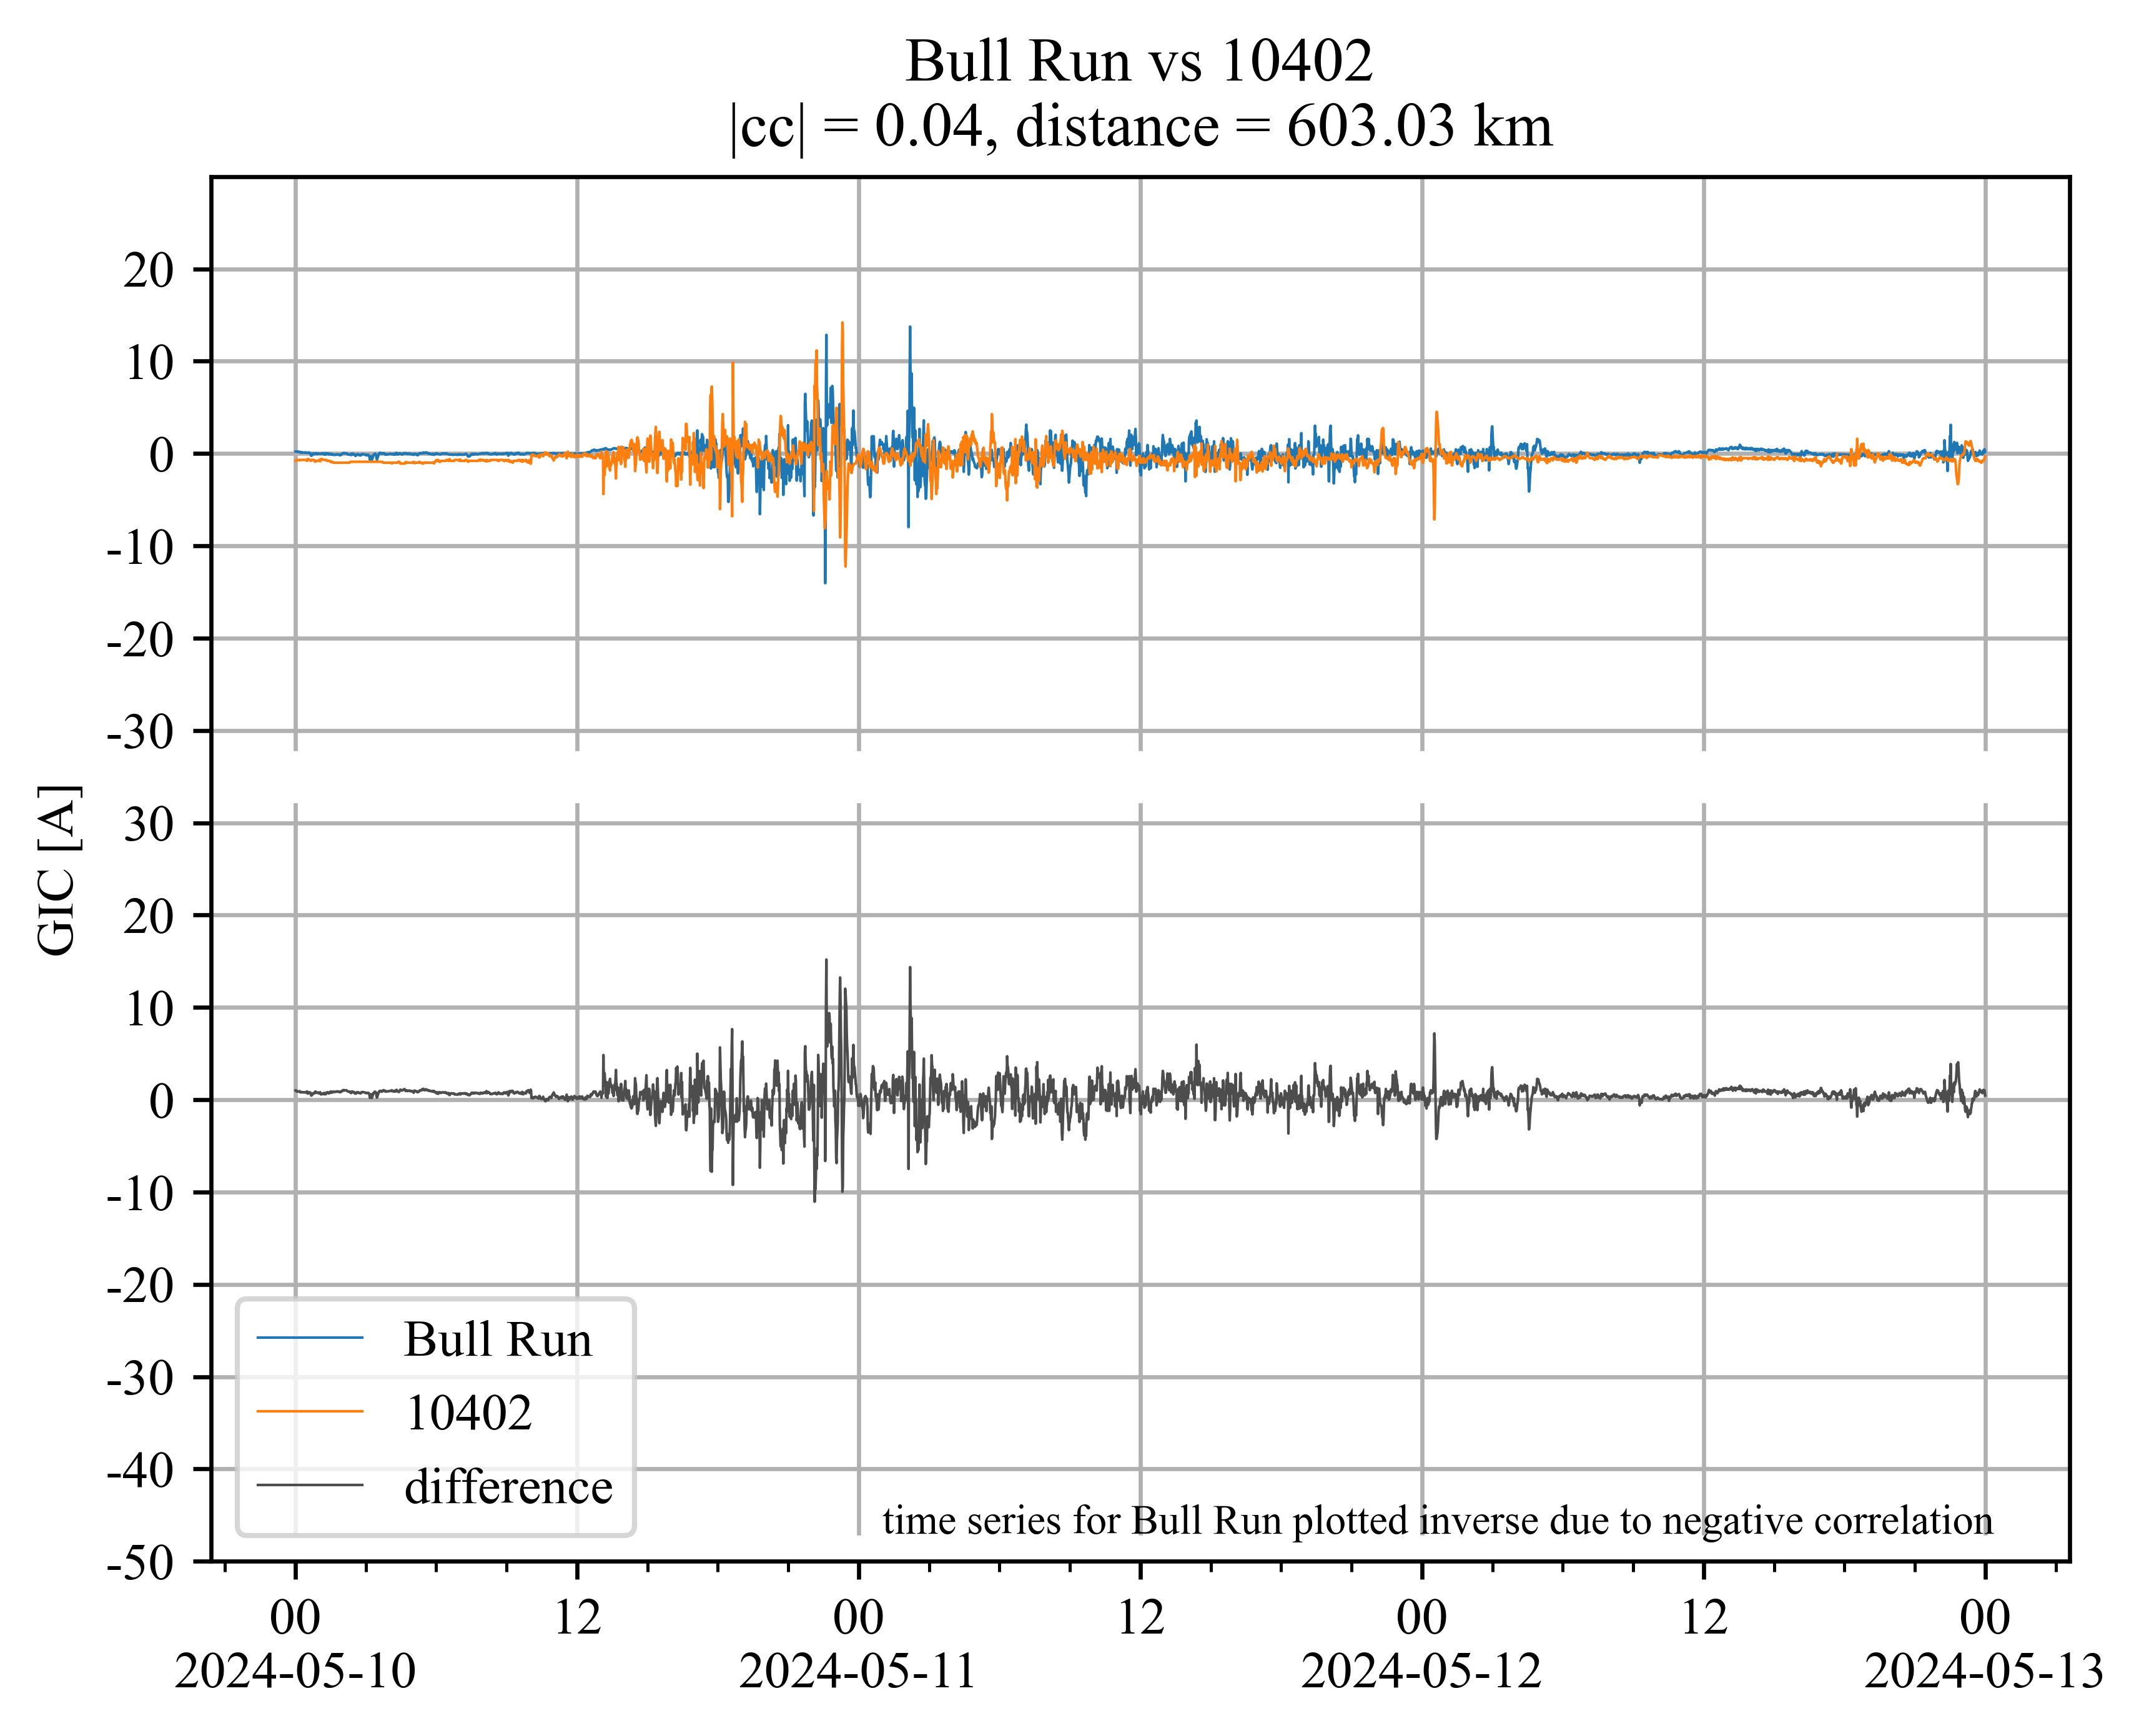 Bull Run vs 10402
|cc| = 0.04, distance = 603.03 km
GIC [A]
20
10
0
-10
-20
-30
30
20
10
0
-10
-20
-30
-40
-50
Bull Run
10402
difference
time series for Bull Run plotted inverse due to negative correlation
00 12 00 12 00 12 00
2024-05-10 2024-05-11 2024-05-12 2024-05-13